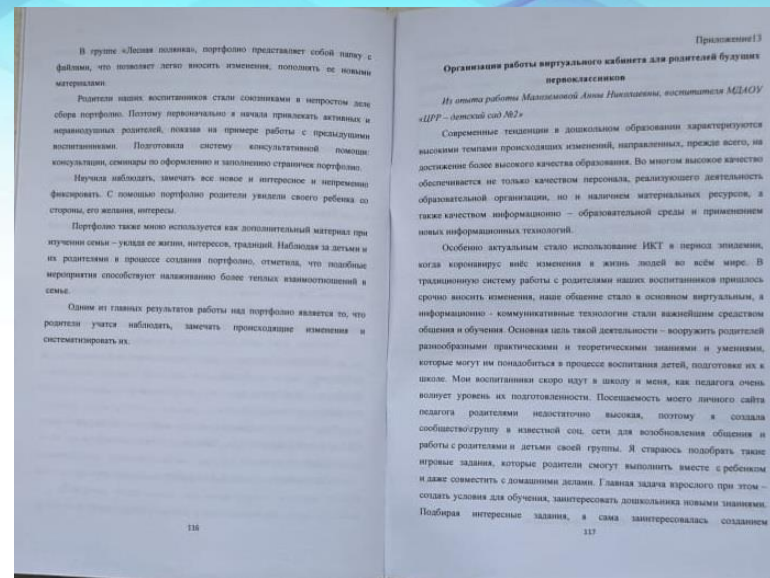 В группе «Лесная полянка», портфолио представляет собой папку с
файлами, что позволяет легко вносить изменения, пополнять ее новыми
материалами.
Родители наших воспитанников стали союзниками в непростом деле
сбора портфолио. Поэтому первоначально я начала привлекать активных и
неравнодушных родителей, показав на примере работы с предыдущими
воспитанниками. Подготовила систему консультативной помощи:
консультации, семинары по оформлению и заполнению страничек портфолио.
Научила наблюдать, замечать все новое и интересное и непременно
фиксировать. С помощью портфолио родители увидели своего ребенка со
стороны, его желания, интересы.
Портфолио также мною используется как дополнительный материал при
изучении семьи – уклада ее жизни, интересов, традиций. Наблюдая за детьми и
их родителями в процессе создания портфолио, отметила, что подобные
мероприятия способствуют налаживанию более теплых взаимоотношений в
семье.
Одним из главных результатов работы над портфолио является то, что
родители учатся наблюдать, замечать происходящие изменения и
систематизировать их.
116
Приложение13
Организация работы виртуального кабинета для родителей будущих
первоклассников
Из опыта работы Малоземовой Анны Николаевны, воспитателя МДАОУ
«ЦРР – детский сад №2»
Современные тенденции в дошкольном образовании характеризуются
высокими темпами происходящих изменений, направленных, прежде всего, на
достижение более высокого качества образования. Во многом высокое качество
обеспечивается не только качеством персонала, реализующего деятельность
образовательной организации, но и наличием материальных ресурсов, а
также качеством информационно – образовательной среды и применением
новых информационных технологий.
Особенно актуальным стало использование ИКТ в период эпидемии,
когда коронавирус внёс изменения в жизнь людей во всём мире. В
традиционную систему работы с родителями наших воспитанников пришлось
срочно вносить изменения, наше общение стало в основном виртуальным, а
информационно - коммуникативные технологии стали важнейшим средством
общения и обучения. Основная цель такой деятельности – вооружить родителей
разнообразными практическими и теоретическими знаниями и умениями,
которые могут им понадобиться в процессе воспитания детей, подготовке их к
школе. Мои воспитанники скоро идут в школу и меня, как педагога очень
волнует уровень их подготовленности. Посещаемость моего личного сайта
педагога родителями недостаточно высокая, поэтому я создала
сообщество\группу в известной соц. сети для возобновления общения и
работы с родителями и детьми своей группы. Я стараюсь подобрать такие
игровые задания, которые родители смогут выполнить вместе с ребенком
и даже совместить с домашними делами. Главная задача взрослого при этом –
создать условия для обучения, заинтересовать дошкольника новыми знаниями.
Подбирая интересные задания, я сама заинтересовалась созданием
117